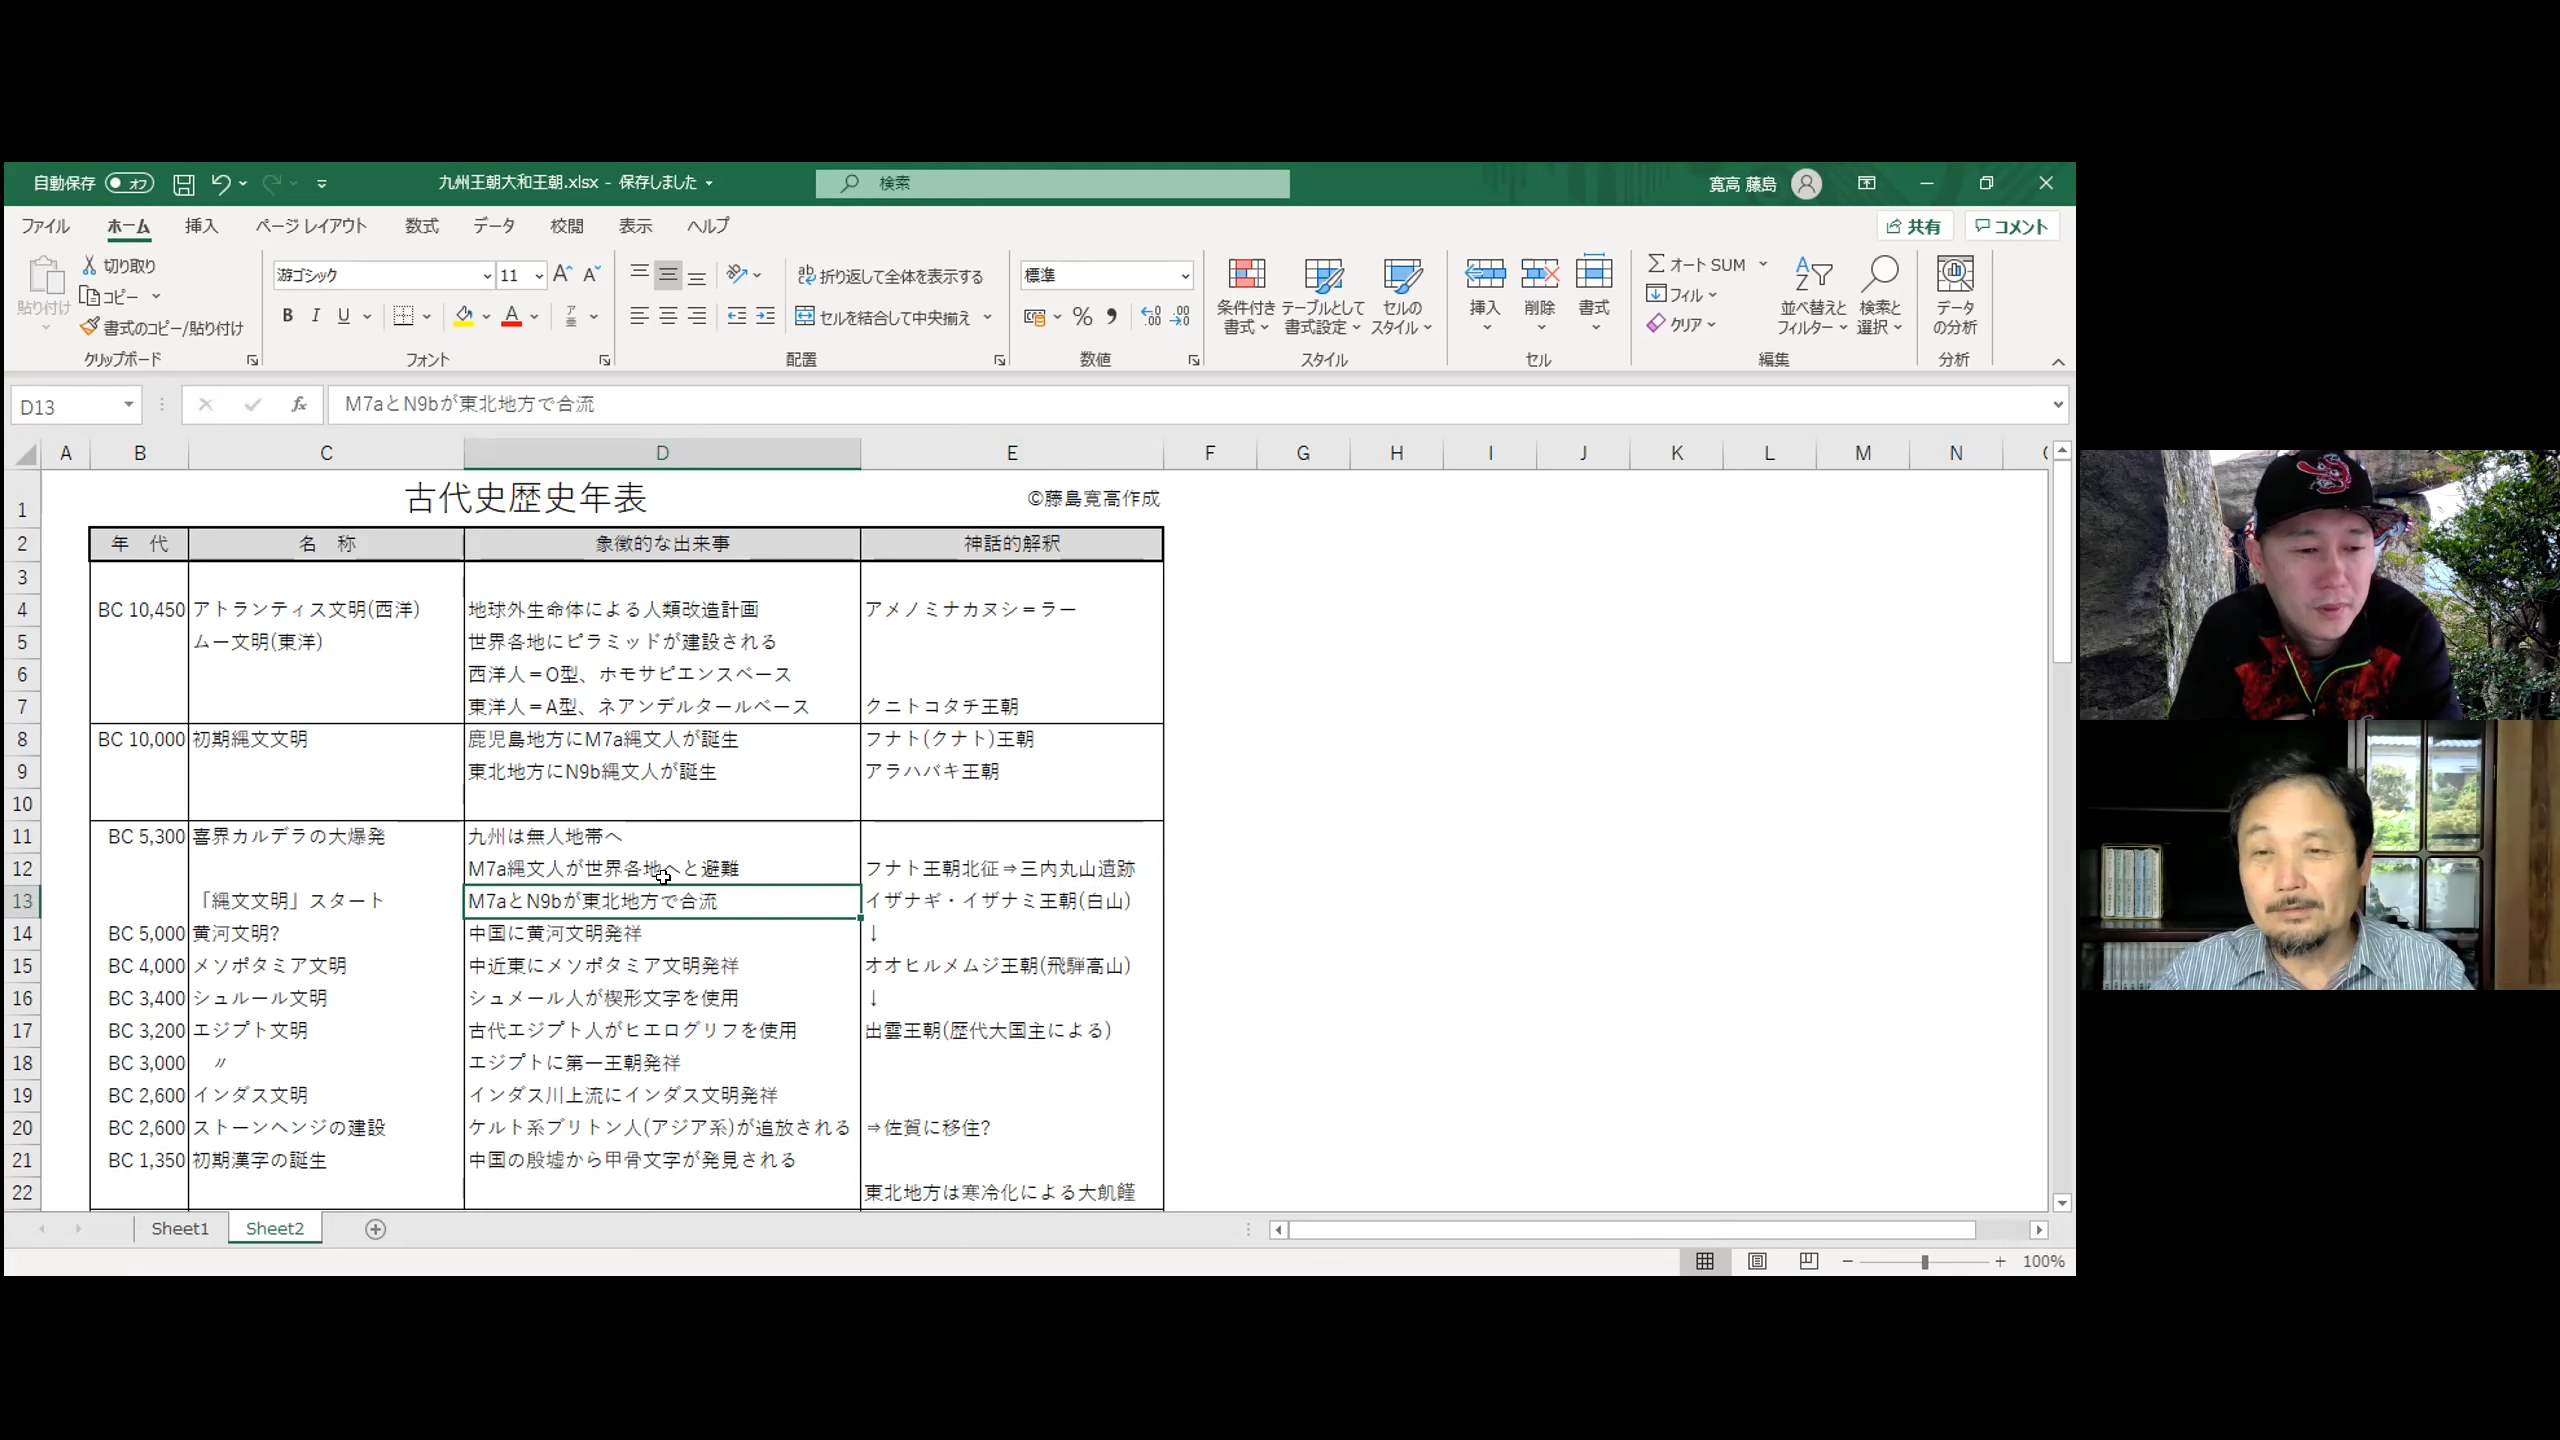 自動保存 オフ 九州王朝大和王朝.xlsx - 保存しました 検索 寛高 藤島
ファイル ホーム 挿入 ページ レイアウト 数式 データ 校閲 表示 ヘルプ 共有 コメント
貼り付け 切り取り コピー 書式のコピー/貼り付け クリップボード
游ゴシック 11 B I U フォント
折り返して全体を表示する セルを結合して中央揃え 配置
標準 % 数値
条件付き書式 テーブルとして書式設定 セルのスタイル スタイル
挿入 削除 書式 セル
オート SUM フィル クリア 並べ替えとフィルター 検索と選択 編集
データの分析 分析
D13 fx M7aとN9bが東北地方で合流
A B C D E F G H I J K L M N
1 古代史歴史年表 ©藤島寛高作成
2 年 代 名 称 象徴的な出来事 神話的解釈
3
4 BC 10,450 アトランティス文明(西洋) 地球外生命体による人類改造計画 アメノミナカヌシ＝ラー
5 ムー文明(東洋) 世界各地にピラミッドが建設される
6 西洋人＝O型、ホモサピエンスベース
7 東洋人＝A型、ネアンデルタールベース クニトコタチ王朝
8 BC 10,000 初期縄文文明 鹿児島地方にM7a縄文人が誕生 フナト(クナト)王朝
9 東北地方にN9b縄文人が誕生 アラハバキ王朝
10
11 BC 5,300 喜界カルデラの大爆発 九州は無人地帯へ
12 M7a縄文人が世界各地へと避難 フナト王朝北征⇒三内丸山遺跡
13 「縄文文明」スタート M7aとN9bが東北地方で合流 イザナギ・イザナミ王朝(白山)
14 BC 5,000 黄河文明? 中国に黄河文明発祥 ↓
15 BC 4,000 メソポタミア文明 中近東にメソポタミア文明発祥 オオヒルメムジ王朝(飛騨高山)
16 BC 3,400 シュルール文明 シュメール人が楔形文字を使用 ↓
17 BC 3,200 エジプト文明 古代エジプト人がヒエログリフを使用 出雲王朝(歴代大国主による)
18 BC 3,000 〃 エジプトに第一王朝発祥
19 BC 2,600 インダス文明 インダス川上流にインダス文明発祥
20 BC 2,600 ストーンヘンジの建設 ケルト系ブリトン人(アジア系)が追放される ⇒佐賀に移住?
21 BC 1,350 初期漢字の誕生 中国の殷墟から甲骨文字が発見される
22 東北地方は寒冷化による大飢饉
Sheet1 Sheet2
100%